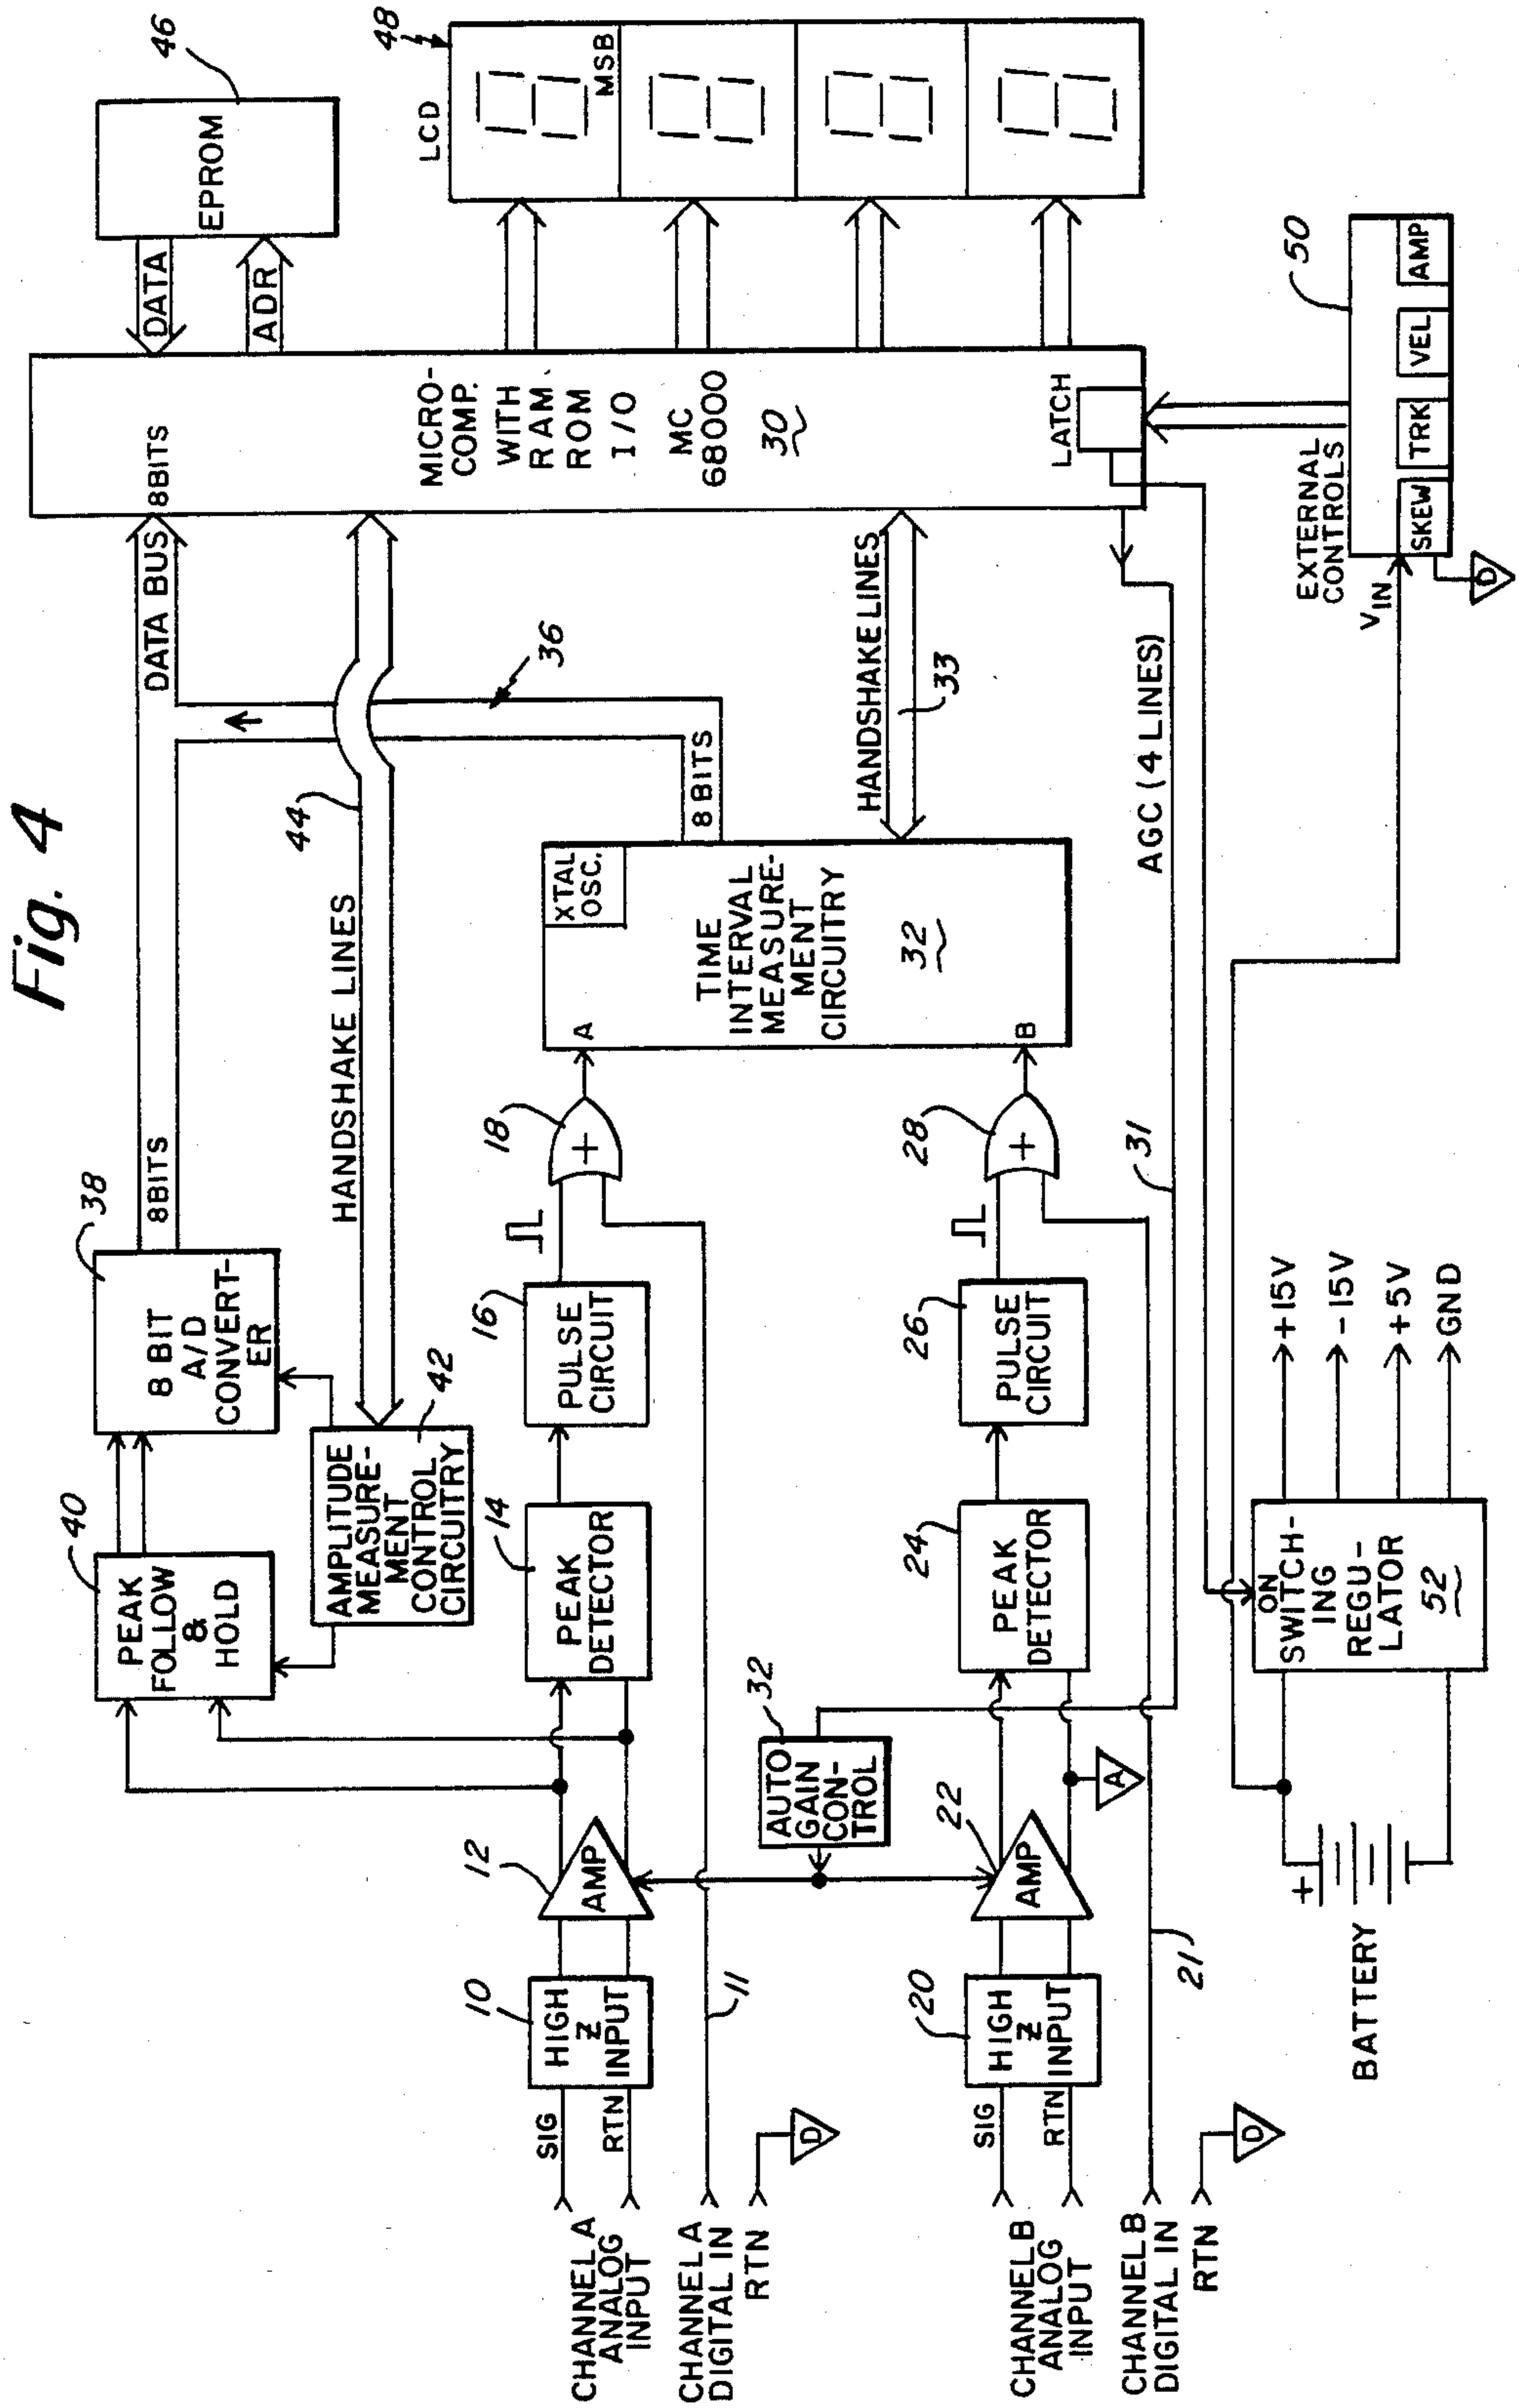 Fig. 4
46
EPROM
DATA
ADR
48
LCD
MSB
DATA BUS
8BITS
MICRO-
COMP.
WITH
RAM
ROM
I/O
MC
68000
30
LATCH
50
EXTERNAL
CONTROLS
SKEW
TRK
VEL
AMP
VIN
D
40
PEAK
FOLLOW
&
HOLD
38
8 BIT
A/D
CONVERT-
ER
8BITS
AMPLITUDE
MEASURE-
MENT
CONTROL
CIRCUITRY
42
HANDSHAKE LINES
44
36
8 BITS
HANDSHAKE LINES
33
CHANNEL A
ANALOG
INPUT
SIG
RTN
10
HIGH
Z
INPUT
12
AMP
14
PEAK
DETECTOR
16
PULSE
CIRCUIT
18
+
A
XTAL
OSC.
TIME
INTERVAL
MEASURE-
MENT
CIRCUITRY
32
B
CHANNEL A
DIGITAL IN
RTN
D
11
32
AUTO
GAIN
CON-
TROL
CHANNEL B
ANALOG
INPUT
SIG
RTN
20
HIGH
Z
INPUT
22
AMP
A
24
PEAK
DETECTOR
26
PULSE
CIRCUIT
28
+
CHANNEL B
DIGITAL IN
RTN
D
21
31
AGC (4 LINES)
BATTERY
+
ON
SWITCH-
ING
REGU-
LATOR
52
+15V
-15V
+5V
GND